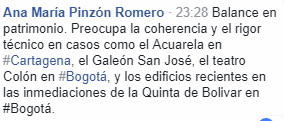 Ana María Pinzón Romero · 23:28 Balance en
patrimonio. Preocupa la coherencia y el rigor
técnico en casos como el Acuarela en
#Cartagena, el Galeón San José, el teatro
Colón en #Bogotá, y los edificios recientes en
las inmediaciones de la Quinta de Bolivar en
#Bogotá.